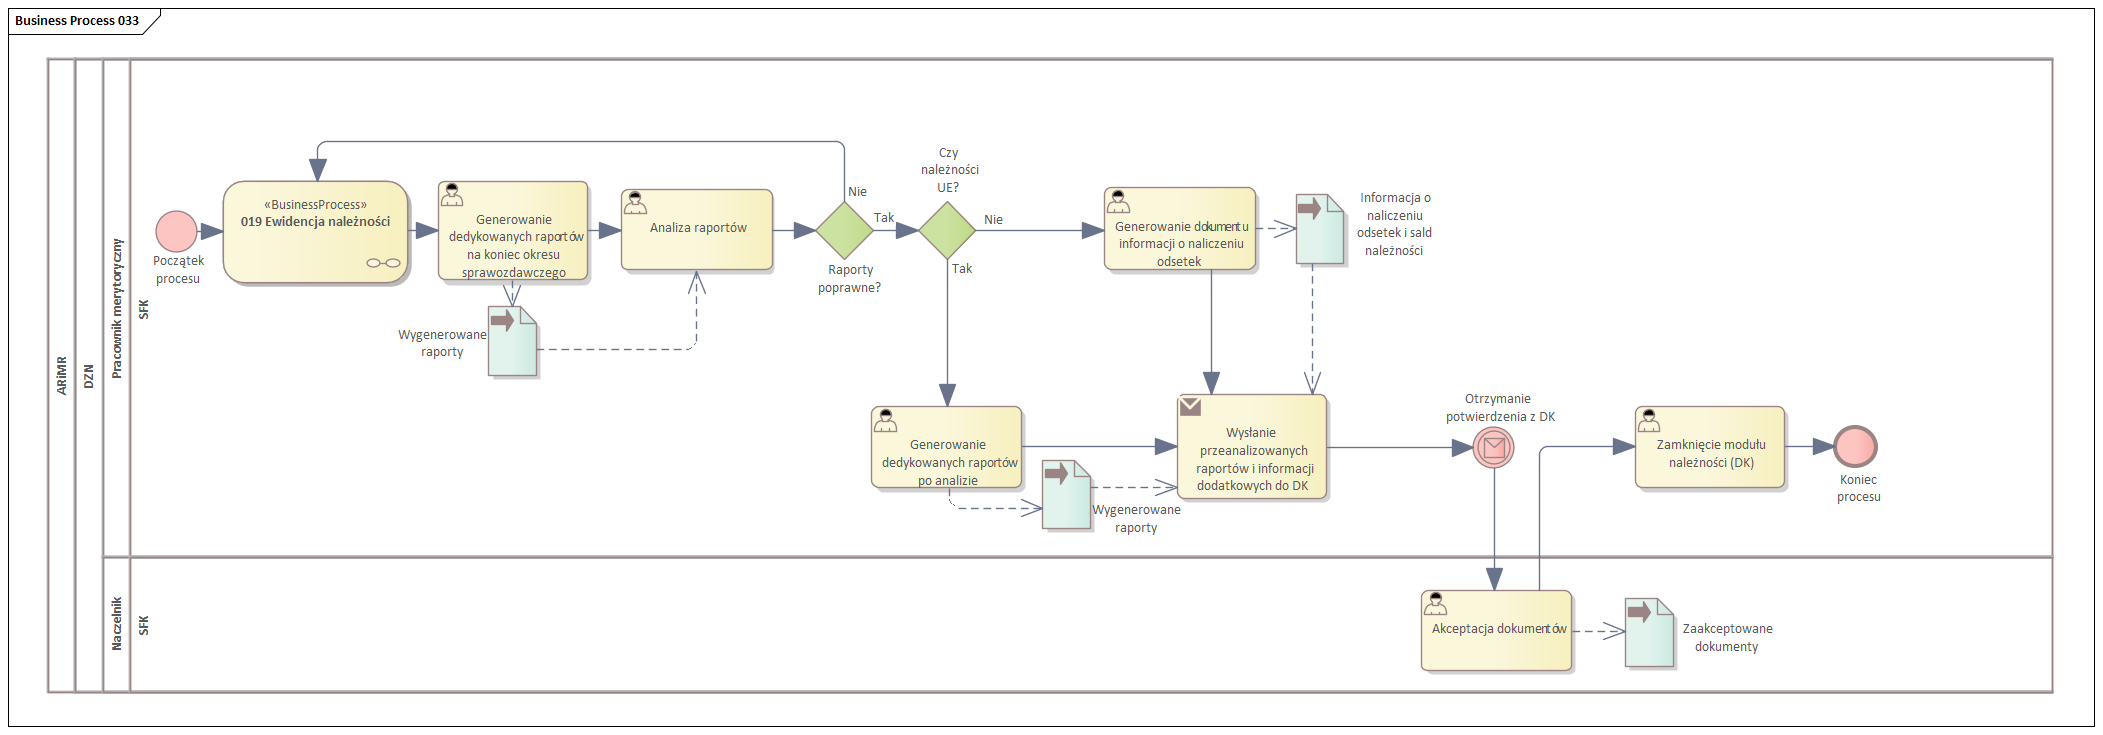 Business Process 033
ARiMR
DZN
Pracownik merytoryczny
SFK
Początek
procesu
«BusinessProcess»
019 Ewidencja należności
Generowanie
dedykowanych raportów
na koniec okresu
sprawozdawczego
Wygenerowane
raporty
Analiza raportów
Nie
Tak
Raporty
poprawne?
Czy
należności
UE?
Nie
Tak
Generowanie dokumentu
informacji o naliczeniu
odsetek
Informacja o
naliczeniu
odsetek i sald
należności
Generowanie
dedykowanych raportów
po analizie
Wygenerowane
raporty
Wysłanie
przeanalizowanych
raportów i informacji
dodatkowych do DK
Otrzymanie
potwierdzenia z DK
Zamknięcie modułu
należności (DK)
Koniec
procesu
Naczelnik
SFK
Akceptacja dokumentów
Zaakceptowane
dokumenty